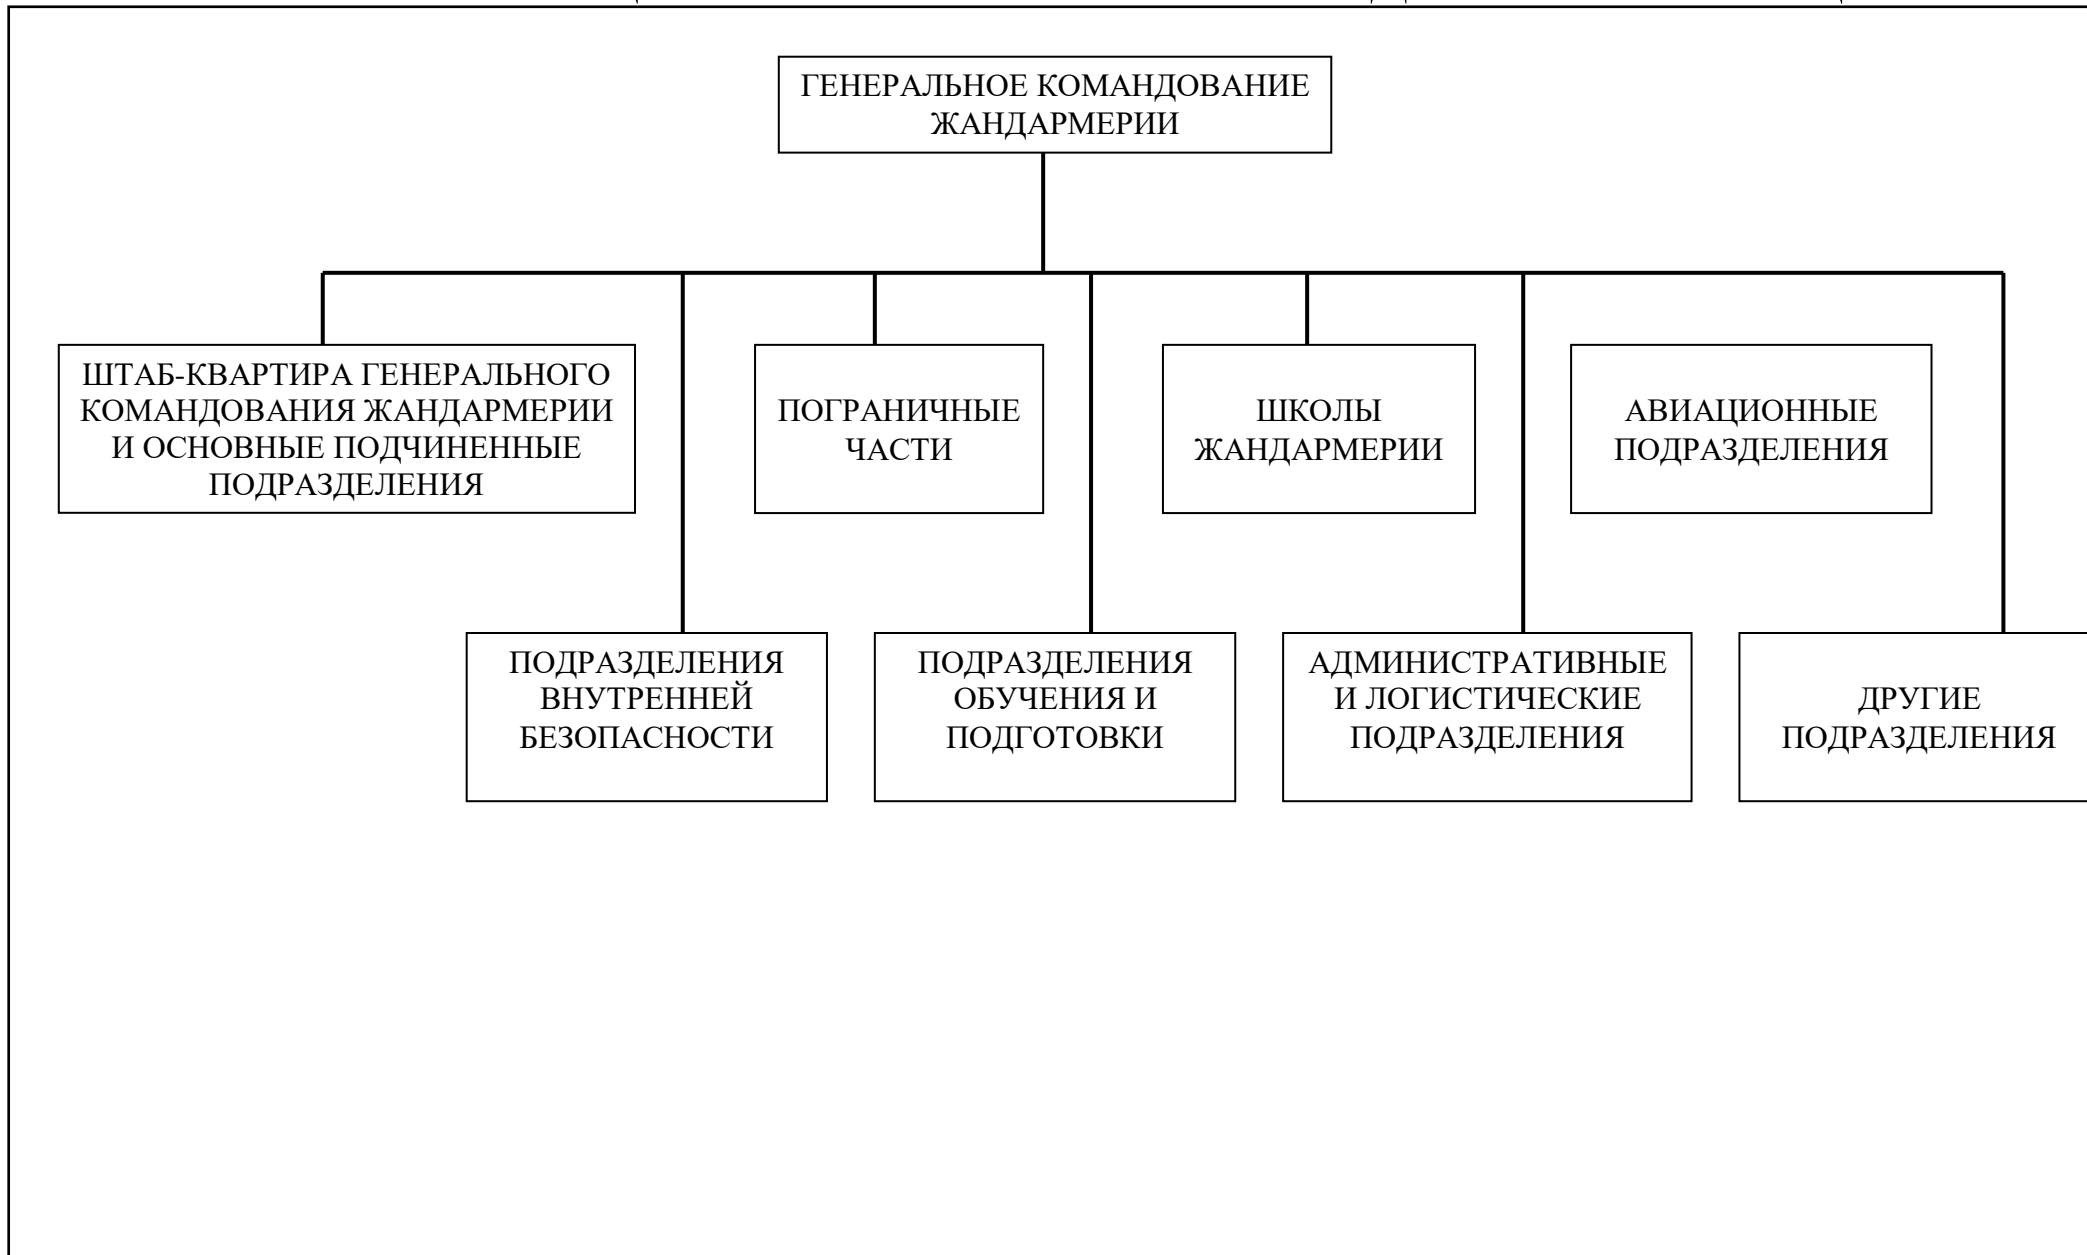 ГЕНЕРАЛЬНОЕ КОМАНДОВАНИЕ
ЖАНДАРМЕРИИ
ШТАБ-КВАРТИРА ГЕНЕРАЛЬНОГО
КОМАНДОВАНИЯ ЖАНДАРМЕРИИ
И ОСНОВНЫЕ ПОДЧИНЕННЫЕ
ПОДРАЗДЕЛЕНИЯ
ПОГРАНИЧНЫЕ
ЧАСТИ
ШКОЛЫ
ЖАНДАРМЕРИИ
АВИАЦИОННЫЕ
ПОДРАЗДЕЛЕНИЯ
ПОДРАЗДЕЛЕНИЯ
ВНУТРЕННЕЙ
БЕЗОПАСНОСТИ
ПОДРАЗДЕЛЕНИЯ
ОБУЧЕНИЯ И
ПОДГОТОВКИ
АДМИНИСТРАТИВНЫЕ
И ЛОГИСТИЧЕСКИЕ
ПОДРАЗДЕЛЕНИЯ
ДРУГИЕ
ПОДРАЗДЕЛЕНИЯ